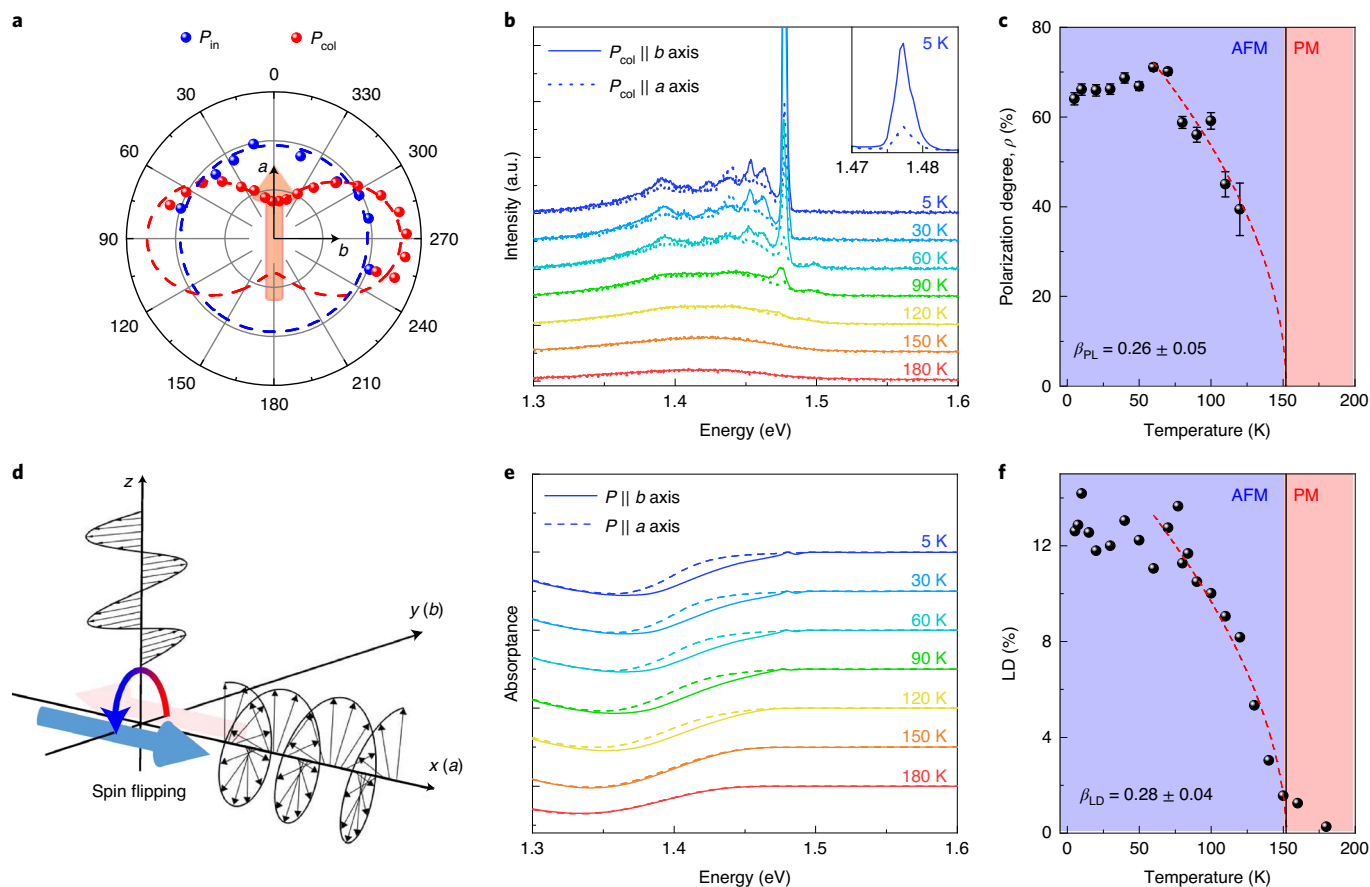 a
P_in
P_col
0
30
330
60
300
90
270
120
240
150
210
180
a
b
b
Intensity (a.u.)
P_col || b axis
P_col || a axis
5 K
1.47
1.48
5 K
30 K
60 K
90 K
120 K
150 K
180 K
1.3
1.4
1.5
1.6
Energy (eV)
c
Polarization degree, ρ (%)
80
60
40
20
0
AFM
PM
β_PL = 0.26 ± 0.05
0
50
100
150
200
Temperature (K)
d
z
y (b)
x (a)
Spin flipping
e
Absorptance
P || b axis
P || a axis
5 K
30 K
60 K
90 K
120 K
150 K
180 K
1.3
1.4
1.5
1.6
Energy (eV)
f
LD (%)
12
8
4
0
AFM
PM
β_LD = 0.28 ± 0.04
0
50
100
150
200
Temperature (K)